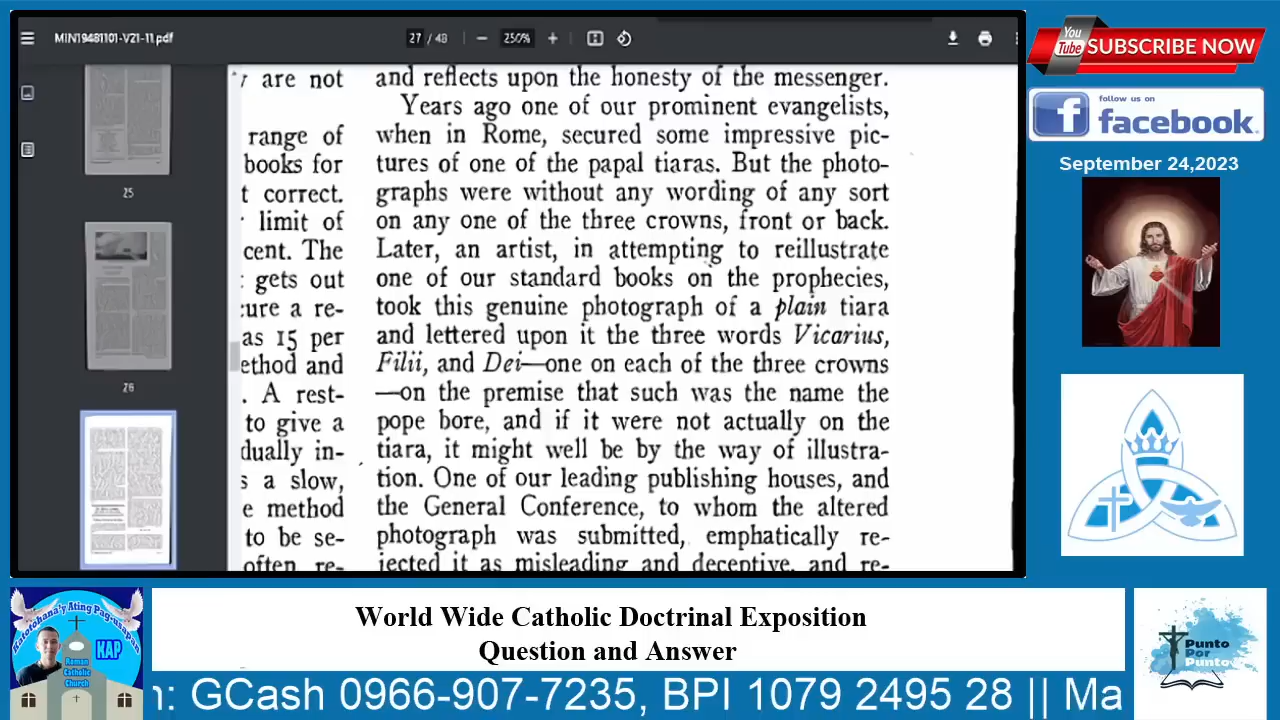 MIN19481101-V21-11.pdf
27 / 48
250%
25
26
are not
range of
books for
t correct.
limit of
cent. The
gets out
cure a re-
as 15 per
ethod and
. A rest-
to give a
dually in-
s a slow,
e method
to be se-
often re-
and reflects upon the honesty of the messenger.
Years ago one of our prominent evangelists,
when in Rome, secured some impressive pic-
tures of one of the papal tiaras. But the photo-
graphs were without any wording of any sort
on any one of the three crowns, front or back.
Later, an artist, in attempting to reillustrate
one of our standard books on the prophecies,
took this genuine photograph of a plain tiara
and lettered upon it the three words Vicarius,
Filii, and Dei—one on each of the three crowns
—on the premise that such was the name the
pope bore, and if it were not actually on the
tiara, it might well be by the way of illustra-
tion. One of our leading publishing houses, and
the General Conference, to whom the altered
photograph was submitted, emphatically re-
jected it as misleading and deceptive, and re-
You
Tube SUBSCRIBE NOW
follow us on
facebook.
September 24,2023
World Wide Catholic Doctrinal Exposition
Question and Answer
Katotohana'y Ating Pag-usapan
KAP
Roman
Catholic
Church
Punto
Por
Punto
n: GCash 0966-907-7235, BPI 1079 2495 28 || Ma